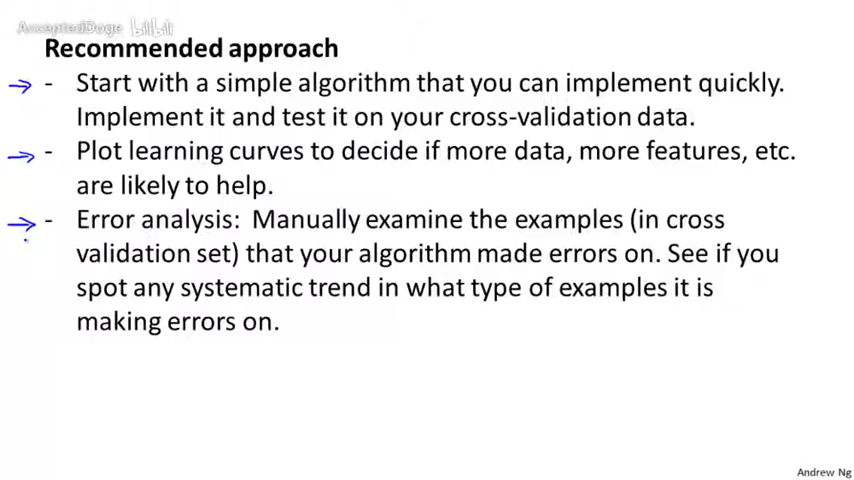 AcceptedDoge bilibili
Recommended approach
- Start with a simple algorithm that you can implement quickly.
Implement it and test it on your cross-validation data.
- Plot learning curves to decide if more data, more features, etc.
are likely to help.
- Error analysis: Manually examine the examples (in cross
validation set) that your algorithm made errors on. See if you
spot any systematic trend in what type of examples it is
making errors on.
Andrew Ng